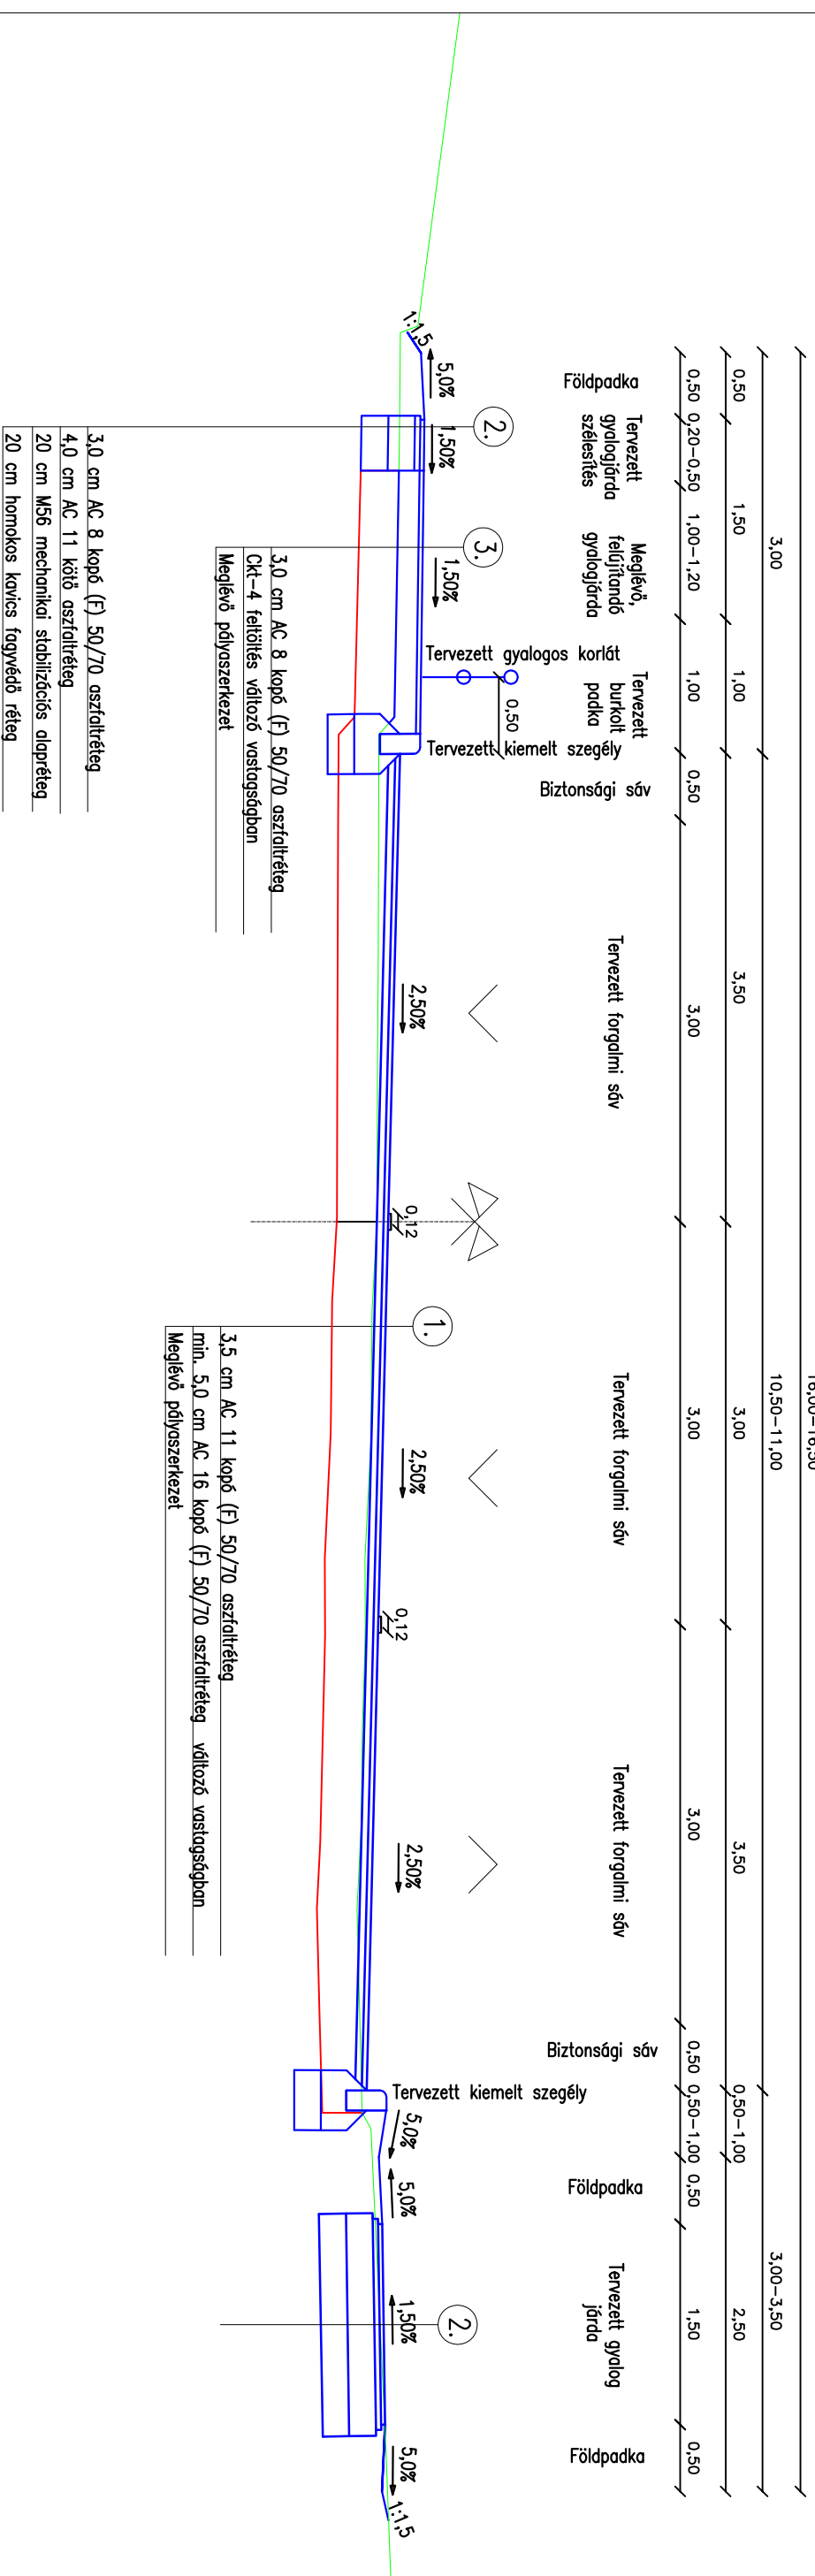 16,00-16,50
3,00
10,50-11,00
3,00-3,50
0,50
1,50
1,00
3,50
3,00
3,50
0,50-1,00
2,50
0,50
0,20-0,50
1,00-1,20
1,00
0,50
3,00
3,00
3,00
0,50
0,50-1,00
0,50
1,50
0,50
Földpadka
Tervezett
gyalogjárda
szélesítés
Meglévő,
felújítandó
gyalogjárda
Tervezett
burkolt
padka
Biztonsági sáv
Tervezett forgalmi sáv
Tervezett forgalmi sáv
Tervezett forgalmi sáv
Biztonsági sáv
Földpadka
Tervezett gyalog
járda
Földpadka
Tervezett gyalogos korlát
0,50
Tervezett kiemelt szegély
Tervezett kiemelt szegély
1:1,5
5,0%
1,50%
1,50%
2,50%
0,12
2,50%
0,12
2,50%
5,0%
5,0%
1,50%
5,0%
1:1,5
2.
3.
1.
2.
3,0 cm AC 8 kopó (F) 50/70 aszfaltréteg
Ckt-4 feltöltés változó vastagságban
Meglévő pályaszerkezet
3,5 cm AC 11 kopó (F) 50/70 aszfaltréteg
min. 5,0 cm AC 16 kopó (F) 50/70 aszfaltréteg változó vastagságban
Meglévő pályaszerkezet
3,0 cm AC 8 kopó (F) 50/70 aszfaltréteg
4,0 cm AC 11 kötő aszfaltréteg
20 cm M56 mechanikai stabilizációs alapréteg
20 cm homokos kavics fagyvédő réteg